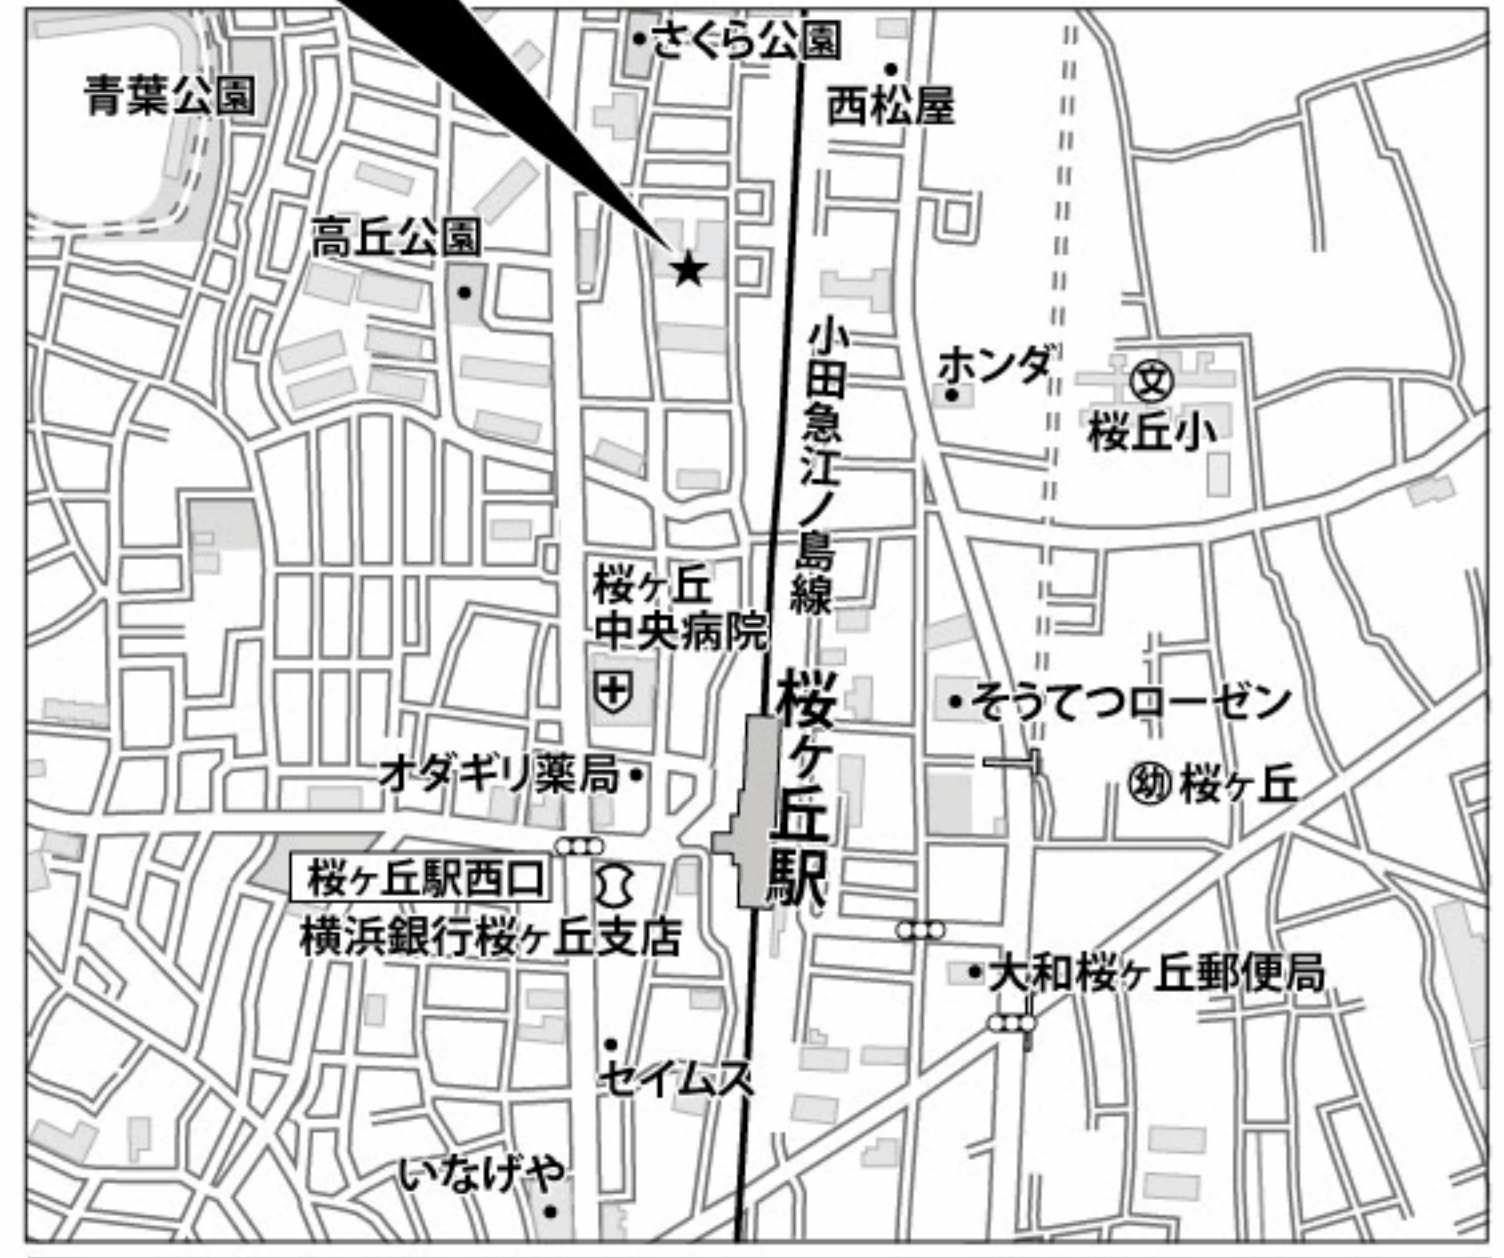 さくら公園
青葉公園
西松屋
高丘公園
小田急江ノ島線
ホンダ
文
桜丘小
桜ヶ丘
中央病院
そうてつローゼン
桜ヶ丘駅
オダギリ薬局
幼 桜ヶ丘
桜ヶ丘駅西口
横浜銀行桜ヶ丘支店
大和桜ヶ丘郵便局
セイムス
いなげや